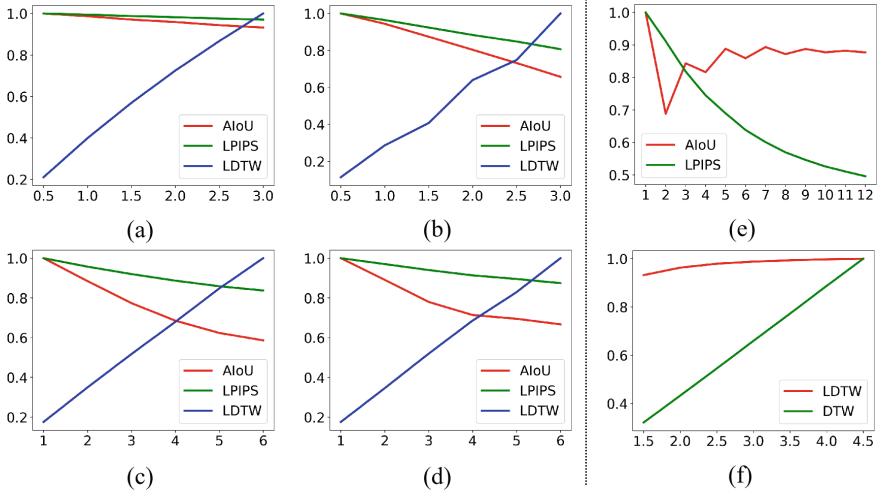 1.0
0.8
0.6
0.4
0.2
AIoU
LPIPS
LDTW
0.5 1.0 1.5 2.0 2.5 3.0
(a)
1.0
0.8
0.6
0.4
0.2
AIoU
LPIPS
LDTW
0.5 1.0 1.5 2.0 2.5 3.0
(b)
1.0
0.9
0.8
0.7
0.6
0.5
AIoU
LPIPS
1 2 3 4 5 6 7 8 9 10 11 12
(e)
1.0
0.8
0.6
0.4
0.2
AIoU
LPIPS
LDTW
1 2 3 4 5 6
(c)
1.0
0.8
0.6
0.4
0.2
AIoU
LPIPS
LDTW
1 2 3 4 5 6
(d)
1.0
0.8
0.6
0.4
LDTW
DTW
1.5 2.0 2.5 3.0 3.5 4.0 4.5
(f)